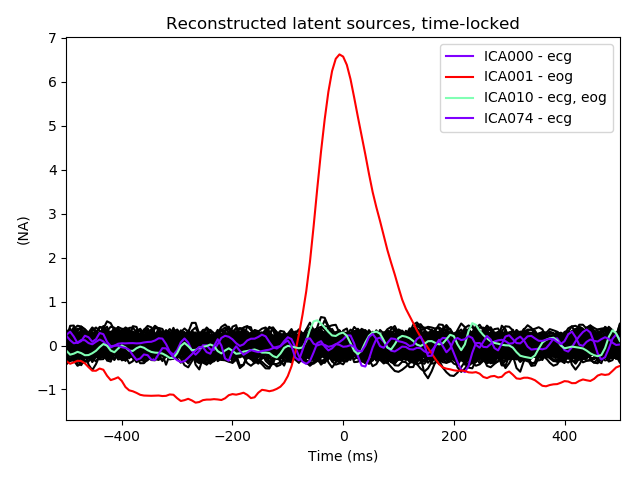 Reconstructed latent sources, time-locked
7
6
5
4
3
2
1
0
−1
(NA)
ICA000 - ecg
ICA001 - eog
ICA010 - ecg, eog
ICA074 - ecg
−400
−200
0
200
400
Time (ms)